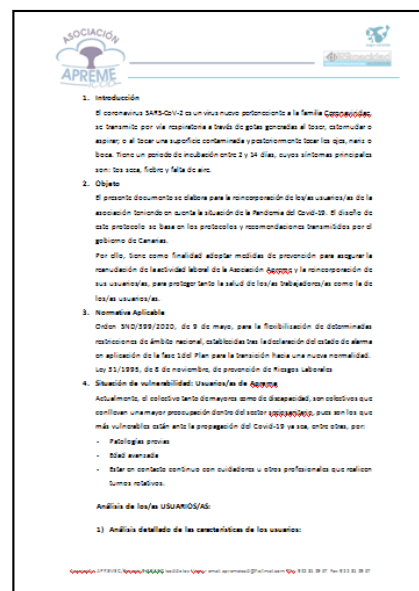 ASOCIACIÓN
APREME
1. Introducción
El coronavirus SARS-CoV-2 es un virus nuevo perteneciente a la familia Coronaviridae,
se transmite por vía respiratoria a través de gotas generadas al toser, estornudar o
aspirar; o al tocar una superficie contaminada y posteriormente tocar los ojos, nariz o
boca. Tiene un periodo de incubación entre 2 y 14 días, cuyos síntomas principales
son: tos seca, fiebre y falta de aire.
2. Objeto
El presente documento se elabora para la reincorporación de los/as usuarios/as de la
asociación teniendo en cuenta la situación de la Pandemia del Covid-19. El diseño de
este protocolo se basa en los protocolos y recomendaciones transmitidos por el
gobierno de Canarias.
Por ello, tiene como finalidad adoptar medidas de prevención para asegurar la
reanudación de la actividad laboral de la Asociación Apreme y la reincorporación de
sus usuarios/as, para proteger tanto la salud de los/as trabajadores/as como la de
los/as usuarios/as.
3. Normativa Aplicable
Orden SND/399/2020, de 9 de mayo, para la flexibilización de determinadas
restricciones de ámbito nacional, establecidas tras la declaración del estado de alarma
en aplicación de la fase 1del Plan para la transición hacia una nueva normalidad.
Ley 31/1995, de 8 de noviembre, de prevención de Riesgos Laborales
4. Situación de vulnerabilidad: Usuarios/as de Apreme
Actualmente, el colectivo tanto de mayores como de discapacidad, son colectivos que
conllevan una mayor preocupación dentro del sector sociosanitario, pues son los que
más vulnerables están ante la propagación del Covid-19 ya sea, entre otras, por:
- Patologías previas
- Edad avanzada
- Estar en contacto continuo con cuidadores u otros profesionales que realicen
turnos rotativos.
Análisis de los/as USUARIOS/AS:
1) Análisis detallado de las características de los usuarios: